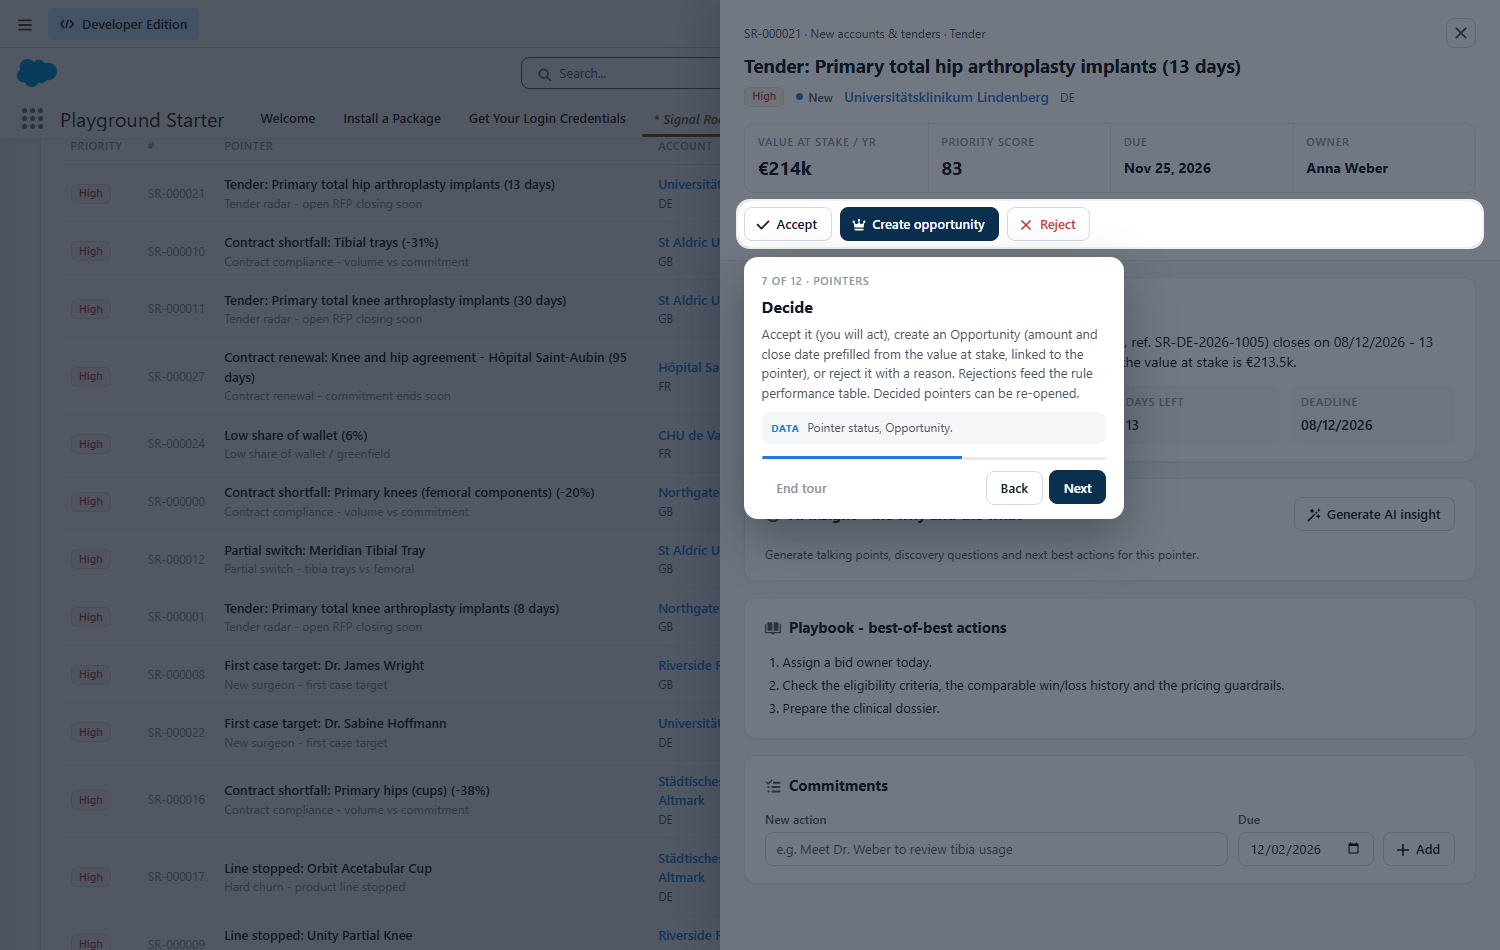 Developer Edition
Search...
Playground Starter
Welcome
Install a Package
Get Your Login Credentials
* Signal
PRIORITY # POINTER ACCOUNT
High SR-000021 Tender: Primary total hip arthroplasty implants (13 days)
Tender radar - open RFP closing soon
DE
High SR-000010 Contract shortfall: Tibial trays (-31%) St Aldric
Contract compliance - volume vs commitment
GB
High SR-000011 Tender: Primary total knee arthroplasty implants (30 days) St Aldric
Tender radar - open RFP closing soon
GB
High SR-000027 Contract renewal: Knee and hip agreement - Hôpital Saint-Aubin (95 days) Hôpital
Contract renewal - commitment ends soon
FR
High SR-000024 Low share of wallet (6%) CHU de
Low share of wallet / greenfield
FR
High SR-000000 Contract shortfall: Primary knees (femoral components) (-20%) Northgate
Contract compliance - volume vs commitment
GB
High SR-000012 Partial switch: Meridian Tibial Tray St Aldric
Partial switch - tibia trays vs femoral
GB
High SR-000001 Tender: Primary total knee arthroplasty implants (8 days) Northgate
Tender radar - open RFP closing soon
GB
High SR-000008 First case target: Dr. James Wright Riverside
New surgeon - first case target
GB
High SR-000022 First case target: Dr. Sabine Hoffmann
New surgeon - first case target
DE
High SR-000016 Contract shortfall: Primary hips (cups) (-38%) Städtisches
Altmark
Contract compliance - volume vs commitment
DE
High SR-000017 Line stopped: Orbit Acetabular Cup Städtisches
Altmark
Hard churn - product line stopped
DE
High SR-000009 Line stopped: Unity Partial Knee Riverside
SR-000021 · New accounts & tenders · Tender
Tender: Primary total hip arthroplasty implants (13 days)
High New Universitätsklinikum Lindenberg DE
VALUE AT STAKE / YR
€214k
PRIORITY SCORE
83
DUE
Nov 25, 2026
OWNER
Anna Weber
Accept
Create opportunity
Reject
7 OF 12 · POINTERS
Decide
Accept it (you will act), create an Opportunity (amount and
close date prefilled from the value at stake, linked to the
pointer), or reject it with a reason. Rejections feed the rule
performance table. Decided pointers can be re-opened.
DATA Pointer status, Opportunity.
End tour
Back
Next
, ref. SR-DE-2026-1005) closes on 08/12/2026 - 13
the value at stake is €213.5k.
DAYS LEFT
13
DEADLINE
08/12/2026
Generate AI insight
Generate talking points, discovery questions and next best actions for this pointer.
Playbook - best-of-best actions
1. Assign a bid owner today.
2. Check the eligibility criteria, the comparable win/loss history and the pricing guardrails.
3. Prepare the clinical dossier.
Commitments
New action
e.g. Meet Dr. Weber to review tibia usage
Due
12/02/2026
Add